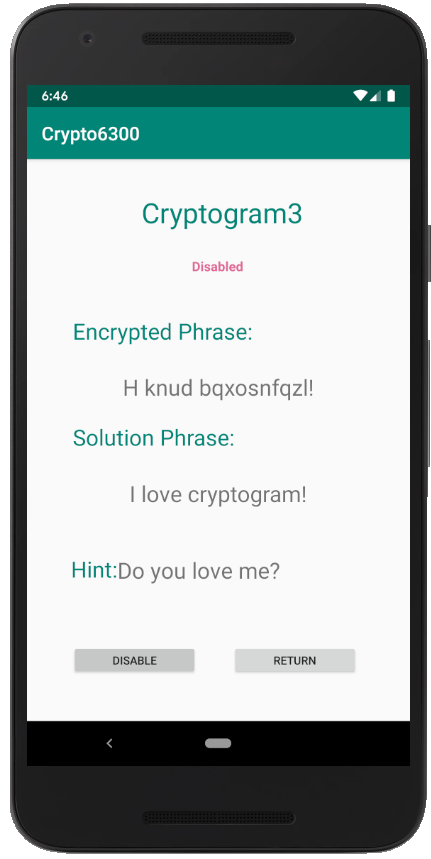 6:46
Crypto6300
Cryptogram3
Disabled
Encrypted Phrase:
H knud bqxosnfqzl!
Solution Phrase:
I love cryptogram!
Hint:Do you love me?
DISABLE RETURN